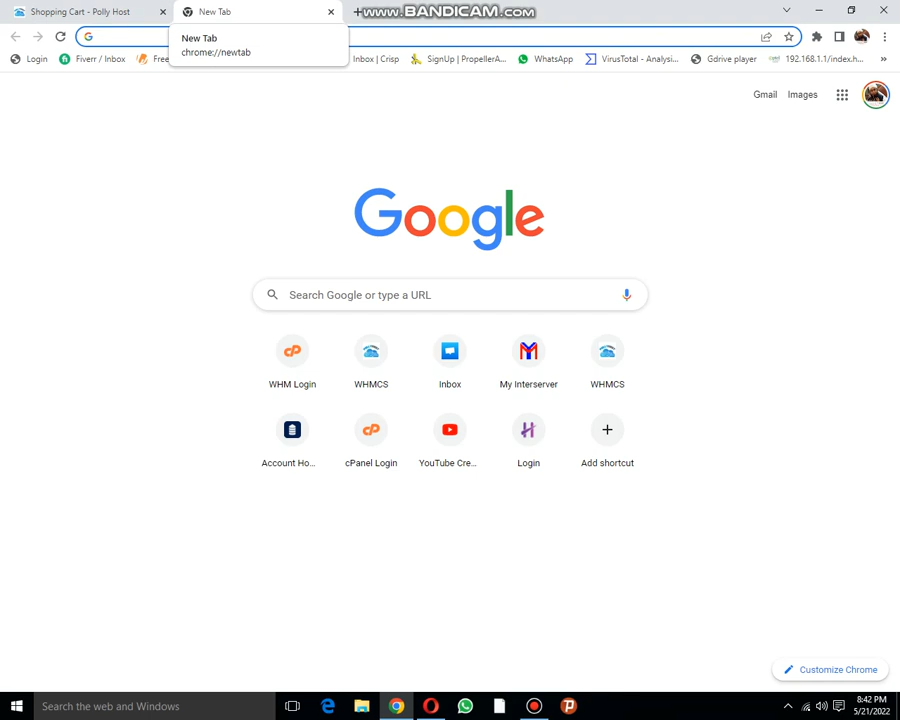 Shopping Cart - Polly Host
New Tab
www.BANDICAM.com
New Tab
chrome://newtab
Login
Fiverr / Inbox
Free
Inbox | Crisp
SignUp | PropellerA...
WhatsApp
VirusTotal - Analysi...
Gdrive player
192.168.1.1/index.h...
Gmail
Images
Google
Search Google or type a URL
WHM Login
WHMCS
Inbox
My Interserver
WHMCS
Account Ho...
cPanel Login
YouTube Cre...
Login
Add shortcut
Customize Chrome
Search the web and Windows
8:42 PM
5/21/2022